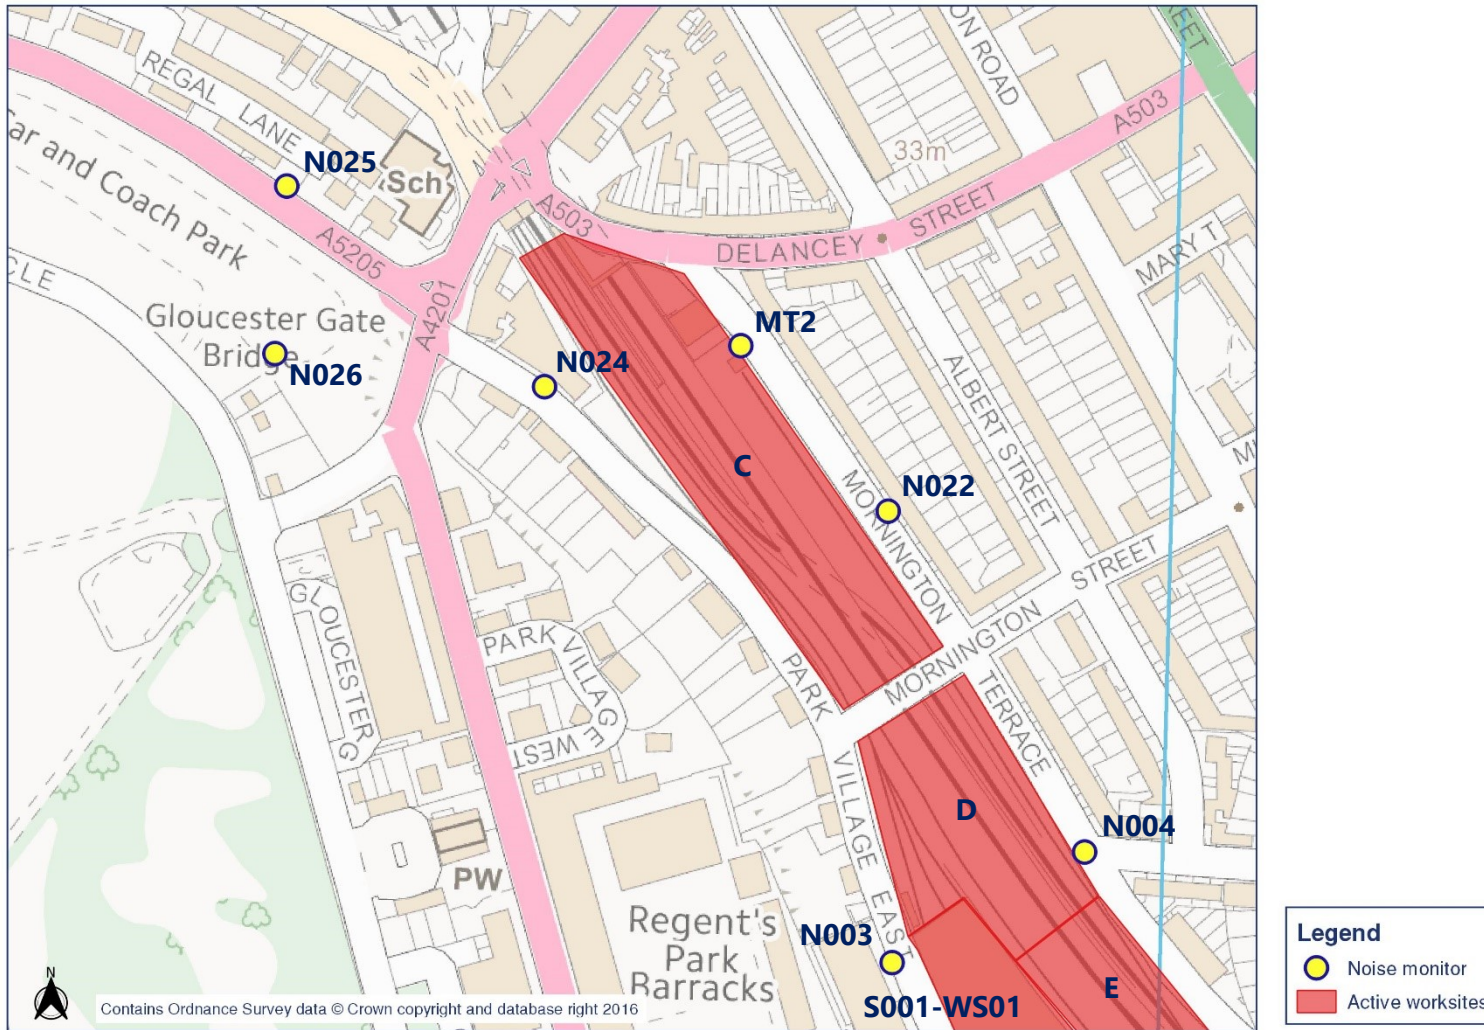 STREET
ON ROAD
A503
REGAL LANE
33m
N025
Sch
ar and Coach Park
A503
STREET
DELANCEY
MARY T
A5205
CLE
A4201
Gloucester Gate
Bridge
MT2
N026
N024
ALBERT STREET
C
N022
MORNINGTON
STREET
GLOUCESTER G
PARK VILLAGE WEST
PARK
MORNINGTON
TERRACE
VILLAGE EAST
D
N004
PW
Regent's
Park
Barracks
N003
E
S001-WS01
N
Contains Ordnance Survey data © Crown copyright and database right 2016
Legend
Noise monitor
Active worksites